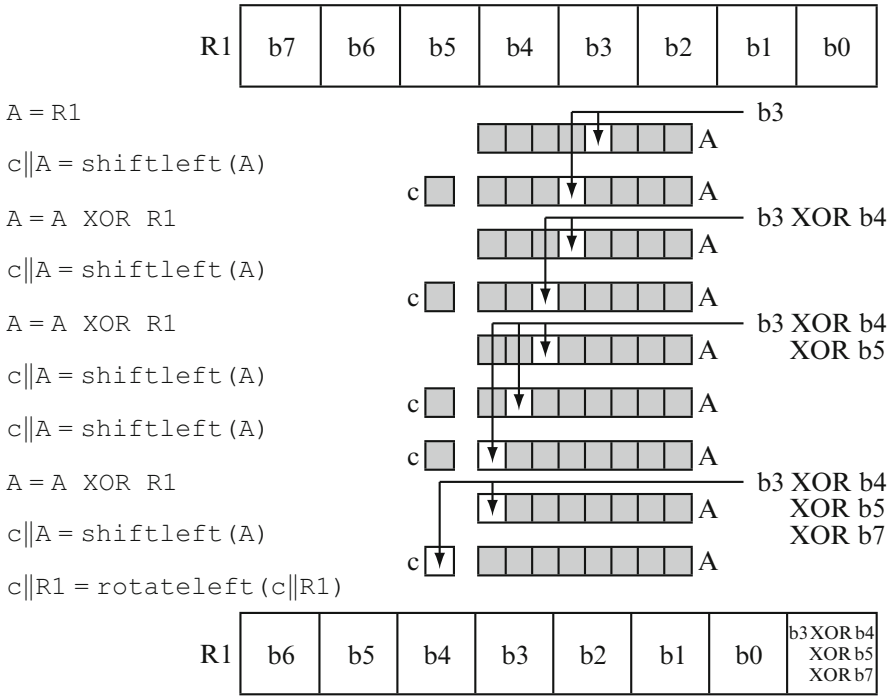 R1 b7 b6 b5 b4 b3 b2 b1 b0
A = R1
b3
A
c‖A = shiftleft(A)
c A
A = A XOR R1
b3 XOR b4
A
c‖A = shiftleft(A)
c A
A = A XOR R1
b3 XOR b4
XOR b5
A
c‖A = shiftleft(A)
c A
c‖A = shiftleft(A)
c A
A = A XOR R1
b3 XOR b4
XOR b5
XOR b7
A
c‖A = shiftleft(A)
c A
c‖R1 = rotateleft(c‖R1)
R1 b6 b5 b4 b3 b2 b1 b0
b3 XOR b4
XOR b5
XOR b7